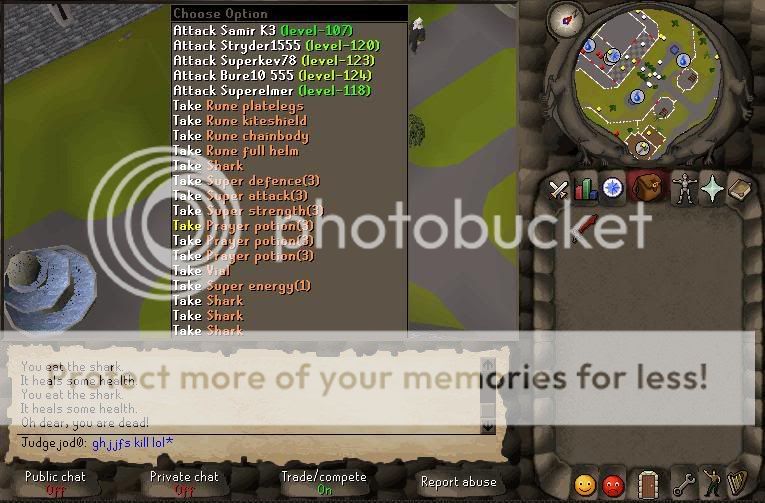 Choose Option
Attack Samir K3 (level-107)
Attack Stryder1555 (level-120)
Attack Superkev78 (level-123)
Attack Bure10 555 (level-124)
Attack Superelmer (level-118)
Take Rune platelegs
Take Rune kiteshield
Take Rune chainbody
Take Rune full helm
Take Shark
Take Super defence(3)
Take Super attack(3)
Take Super strength(3)
Take Prayer potion(3)
Take Prayer potion(3)
Take Prayer potion(3)
Take Vial
Take Super energy(1)
Take Shark
Take Shark
Take Shark
photobucket
Protect more of your memories for less!
You eat the shark.
It heals some health.
You eat the shark.
It heals some health.
Oh dear, you are dead!
Judgejod0: ghjjfs kill lol*
Public chat
Off
Private chat
Off
Trade/compete
On
Report abuse